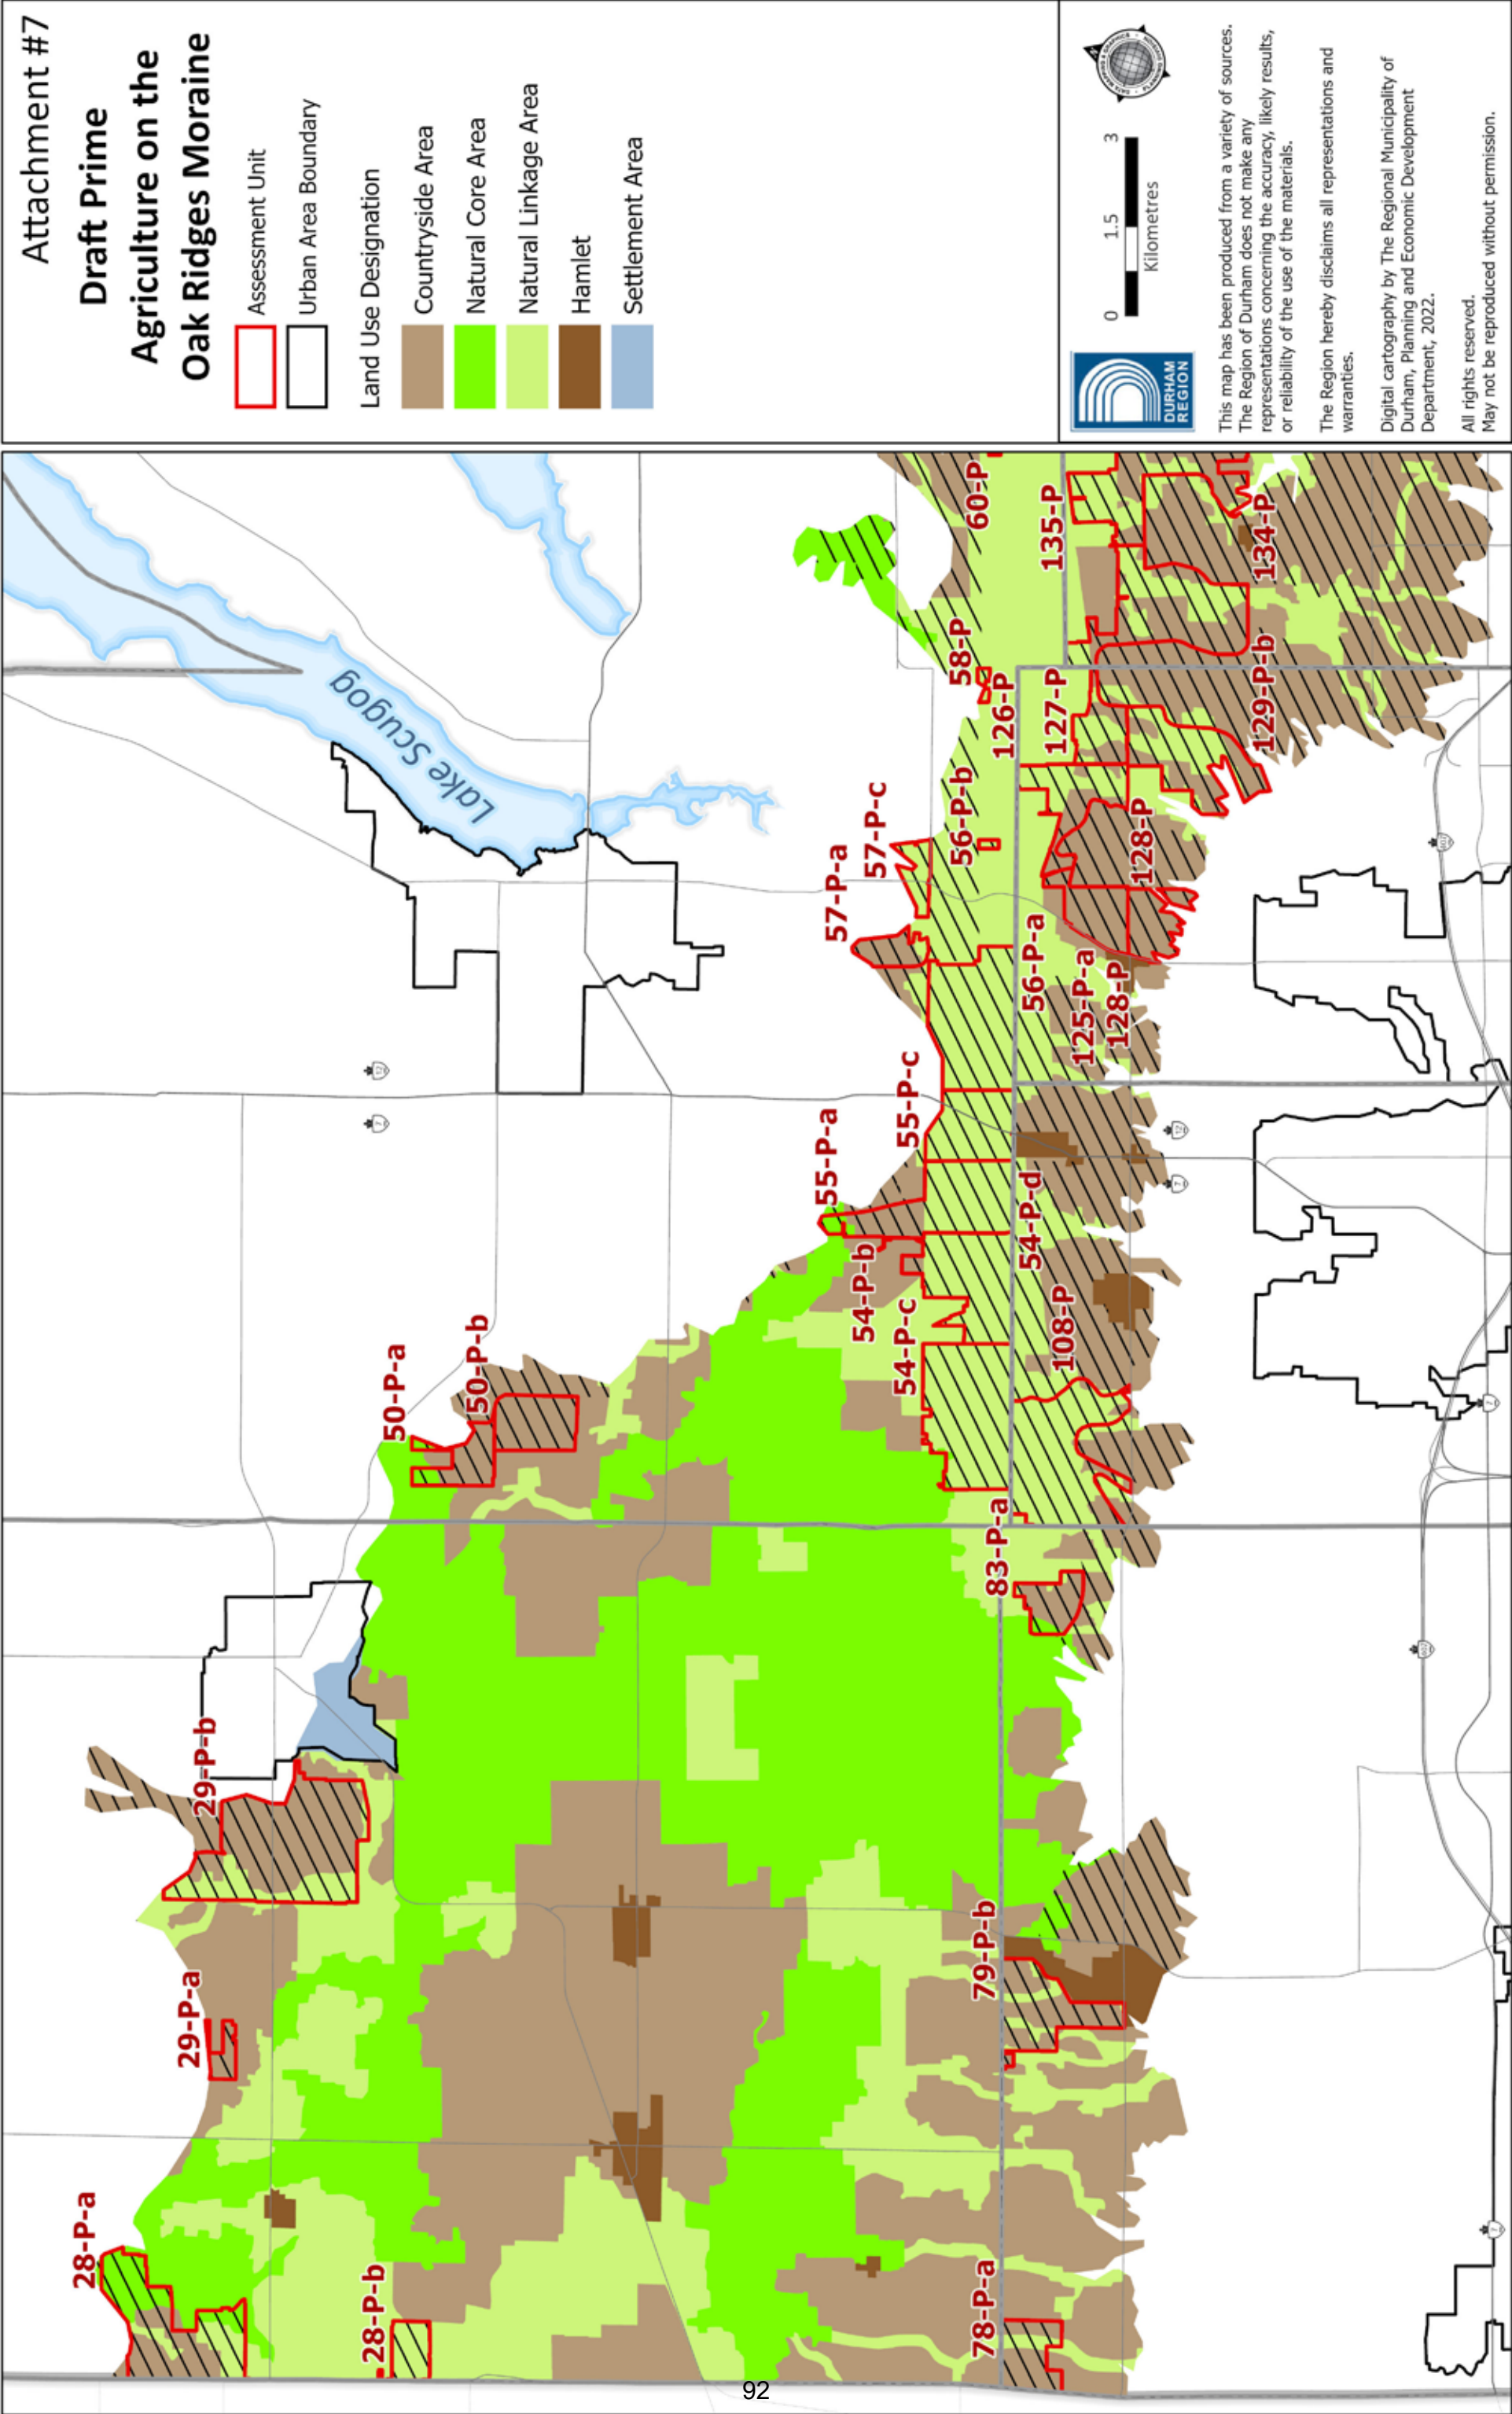 Attachment #7
Draft Prime
Agriculture on the
Oak Ridges Moraine
Assessment Unit
Urban Area Boundary
Land Use Designation
Countryside Area
Natural Core Area
Natural Linkage Area
Hamlet
Settlement Area
DURHAM
REGION
0 1.5 3
Kilometres
This map has been produced from a variety of sources.
The Region of Durham does not make any
representations concerning the accuracy, likely results,
or reliability of the use of the materials.
The Region hereby disclaims all representations and
warranties.
Digital cartography by The Regional Municipality of
Durham, Planning and Economic Development
Department, 2022.
All rights reserved.
May not be reproduced without permission.
Lake Scugog
28-P-a
28-P-b
29-P-a
29-P-b
50-P-a
50-P-b
55-P-a
55-P-c
54-P-b
54-P-c
54-P-d
57-P-a
57-P-c
56-P-b
56-P-a
58-P
60-P
126-P
127-P
135-P
134-P
129-P-b
128-P
125-P-a
128-P
108-P
83-P-a
79-P-b
78-P-a
12
7
12
7
7
7
92